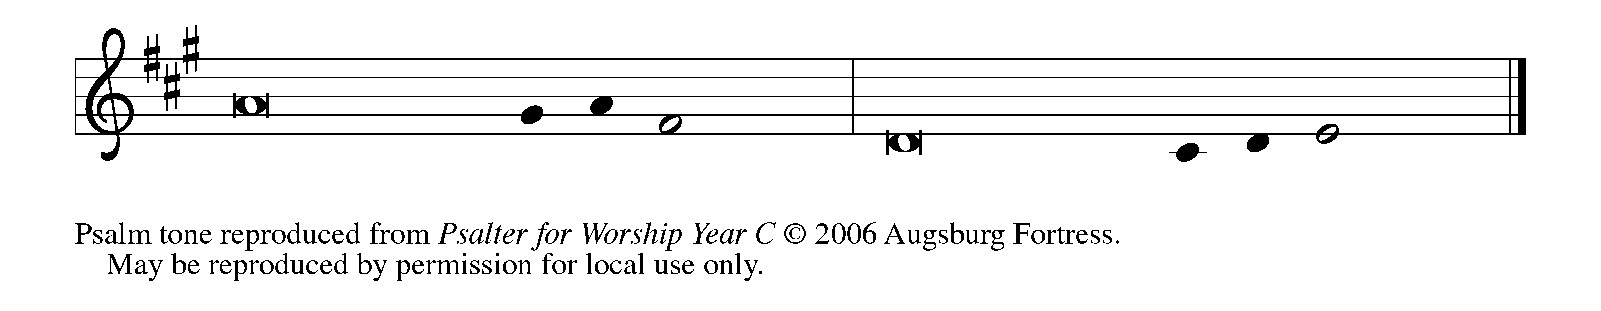 Psalm tone reproduced from Psalter for Worship Year C © 2006 Augsburg Fortress.
May be reproduced by permission for local use only.